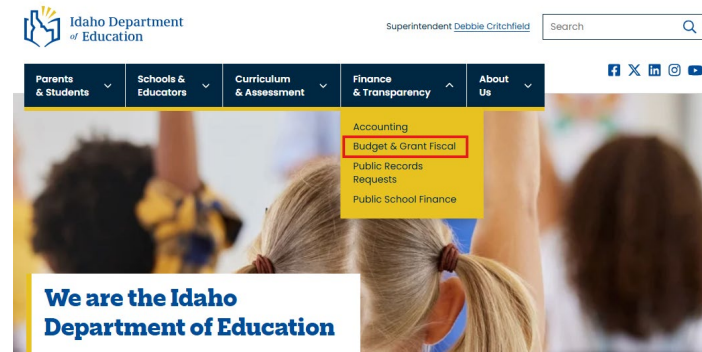 Idaho Department
of Education
Superintendent Debbie Critchfield
Search
Parents
& Students
Schools &
Educators
Curriculum
& Assessment
Finance
& Transparency
About
Us
Accounting
Budget & Grant Fiscal
Public Records
Requests
Public School Finance
We are the Idaho
Department of Education